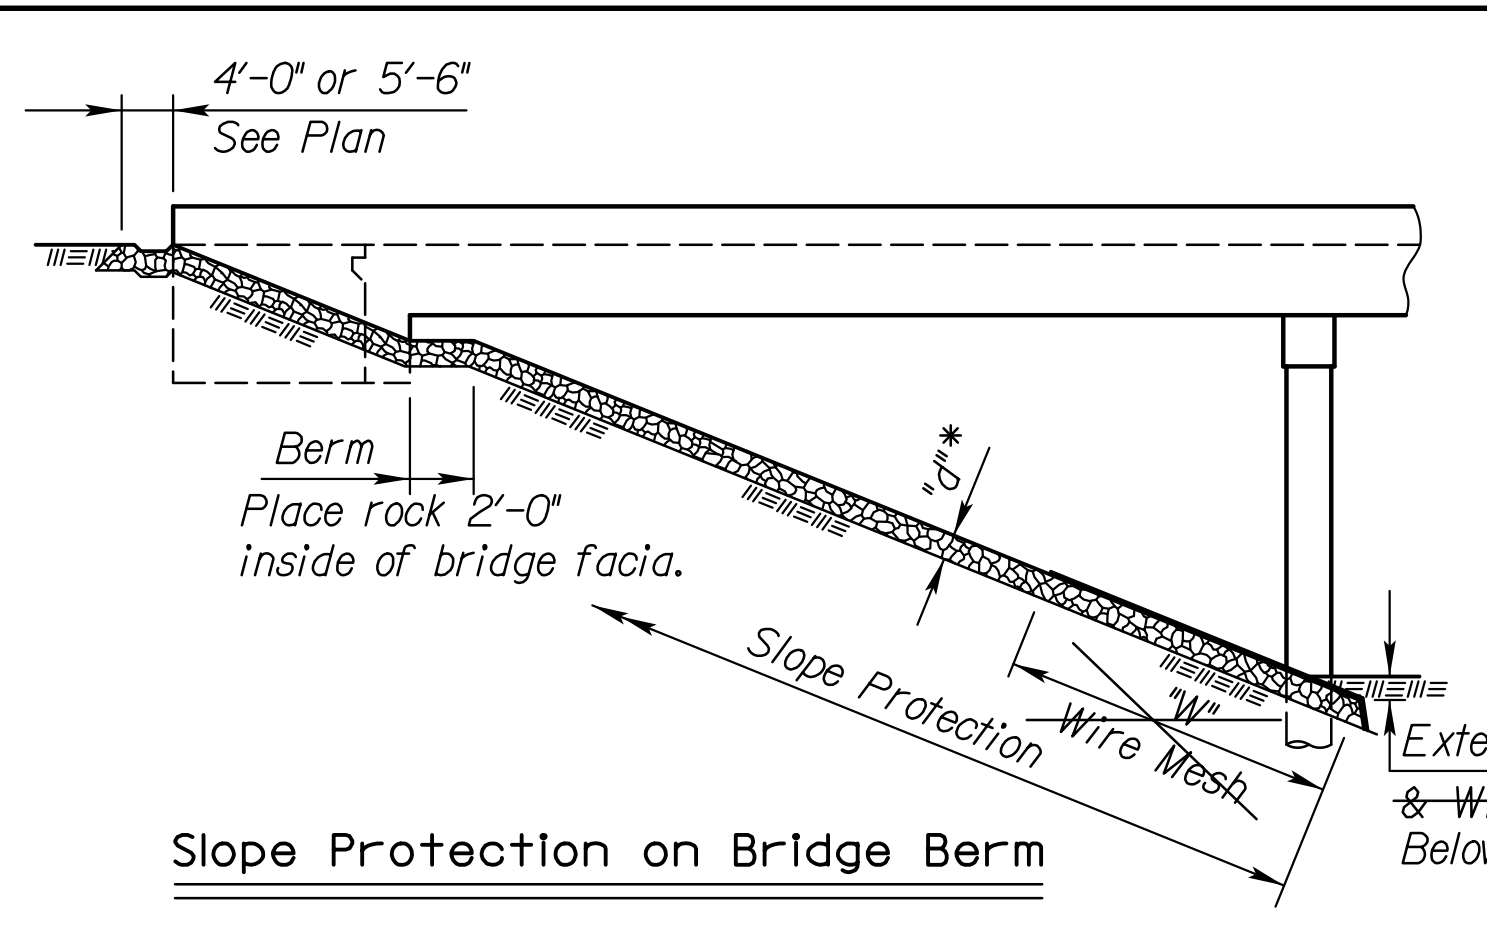 4'-0" or 5'-6"
See Plan
Berm
Place rock 2'-0"
inside of bridge facia.
"d"*
Slope Protection
"W"
Wire Mesh
&
Slope Protection on Bridge Berm